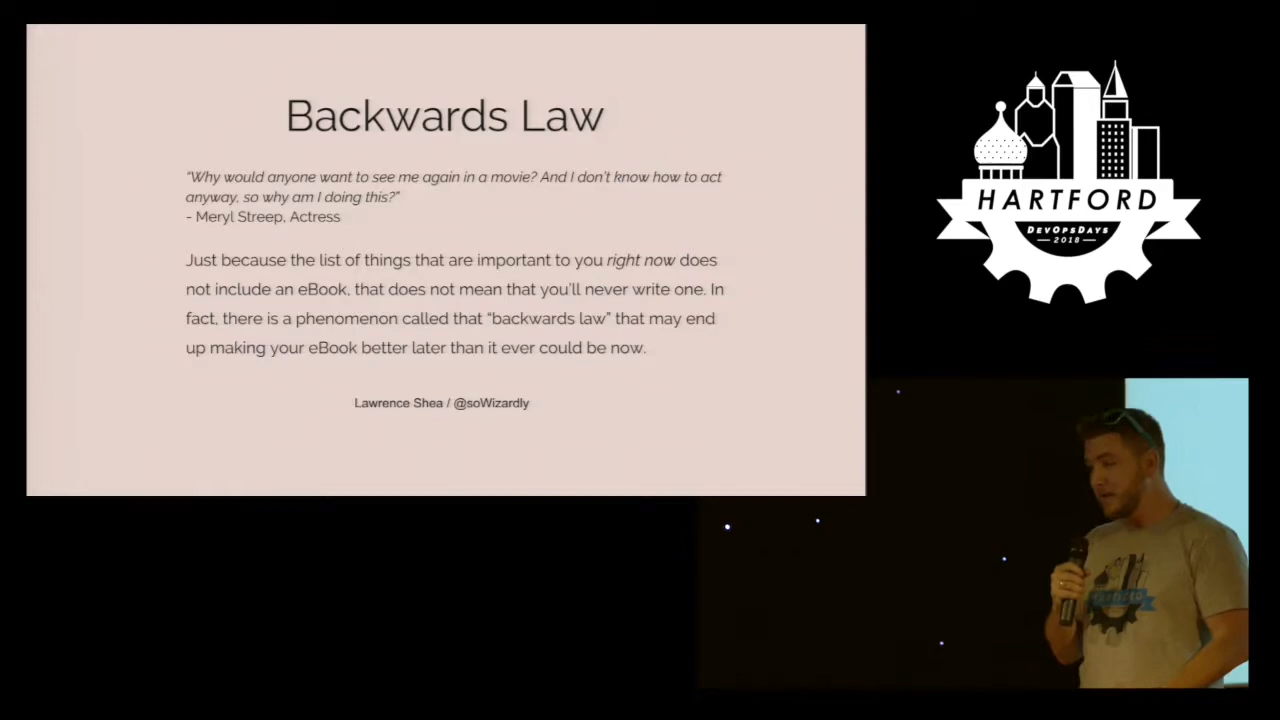 Backwards Law
“Why would anyone want to see me again in a movie? And I don’t know how to act
anyway, so why am I doing this?”
- Meryl Streep, Actress
Just because the list of things that are important to you right now does
not include an eBook, that does not mean that you’ll never write one. In
fact, there is a phenomenon called that “backwards law” that may end
up making your eBook better later than it ever could be now.
Lawrence Shea / @soWizardly
HARTFORD
DevOpsDays
2018
HARTFORD